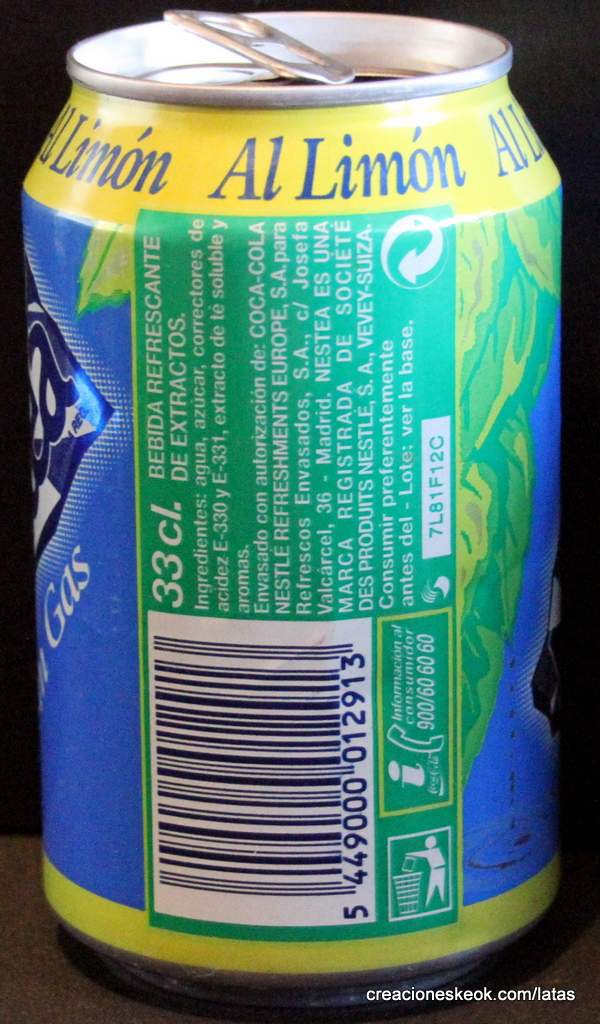 Al Limón
Al Limón
Al L
Gas
33 cl.
BEBIDA REFRESCANTE
DE EXTRACTOS.
Ingredientes: agua, azúcar, correctores de
acidez E-330 y E-331, extracto de té soluble y
aromas.
Envasado con autorización de: COCA-COLA
NESTLÉ REFRESHMENTS EUROPE, S.A. para
Refrescos Envasados, S.A., c/ Josefa
Valcárcel, 36 - Madrid. NESTEA ES UNA
MARCA REGISTRADA DE SOCIÉTÉ
DES PRODUITS NESTLÉ, S. A., VEVEY-SUIZA.
Consumir preferentemente
antes del - Lote: ver la base.
7L81F12C
5 449000 012913
i
Información al
consumidor
900/60 60 60
creacioneskeok.com/latas